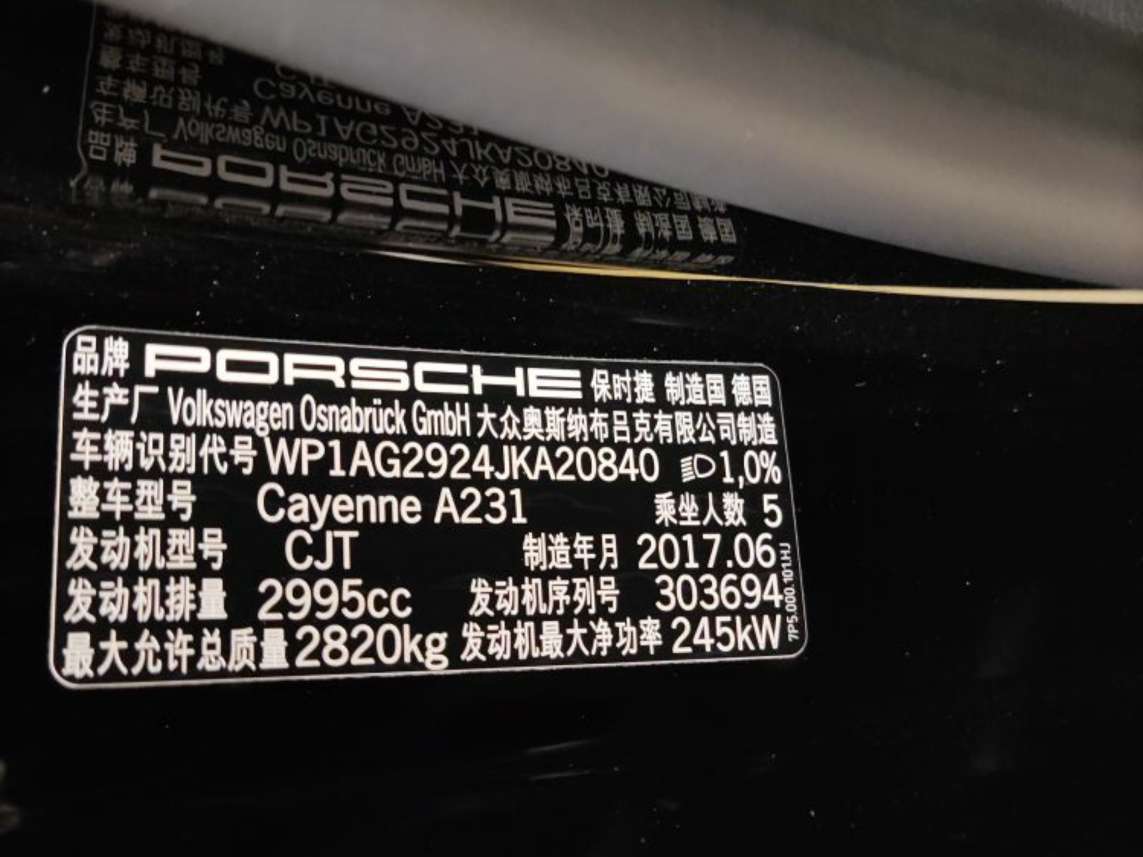 品牌 PORSCHE 保时捷 制造国 德国
生产厂 Volkswagen Osnabrück GmbH 大众奥斯纳布吕克有限公司制造
车辆识别代号 WP1AG2924JKA20840 1,0%
整车型号 Cayenne A231 乘坐人数 5
发动机型号 CJT 制造年月 2017.06
发动机排量 2995cc 发动机序列号 303694
最大允许总质量 2820kg 发动机最大净功率 245kW
7P5.000.101.HJ